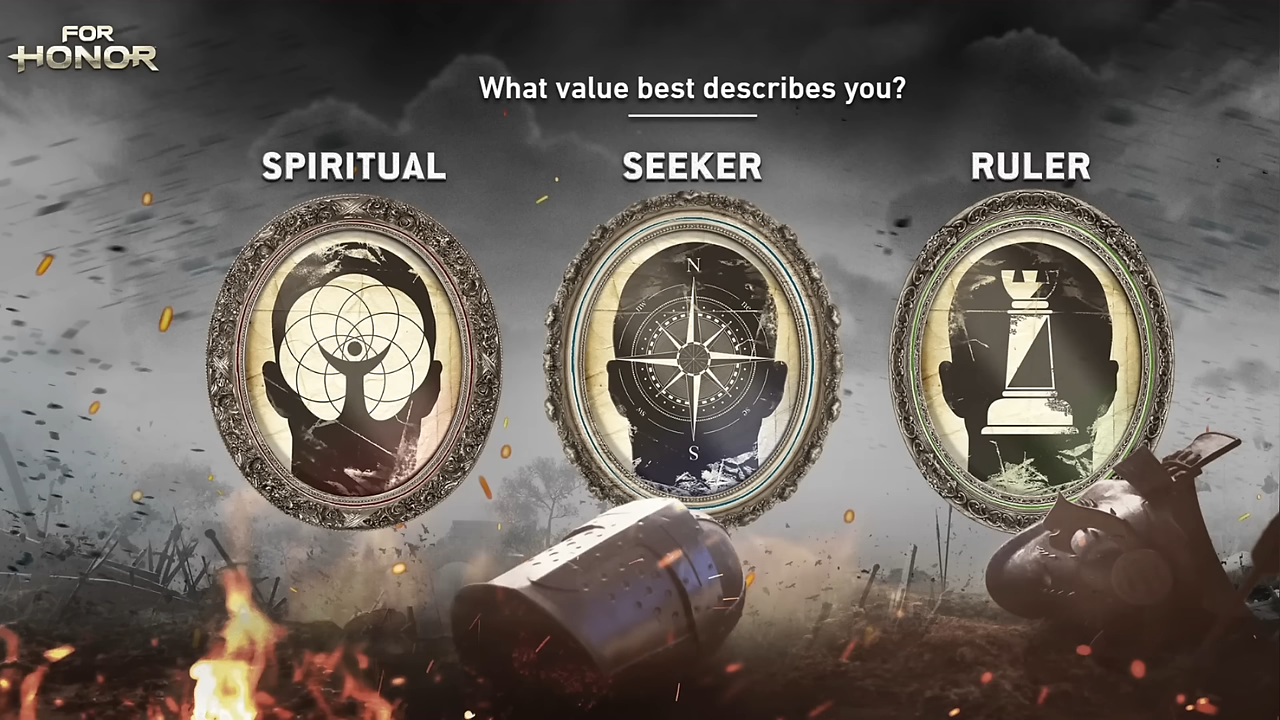 FOR
HONOR
What value best describes you?
SPIRITUAL
SEEKER
RULER
N
S